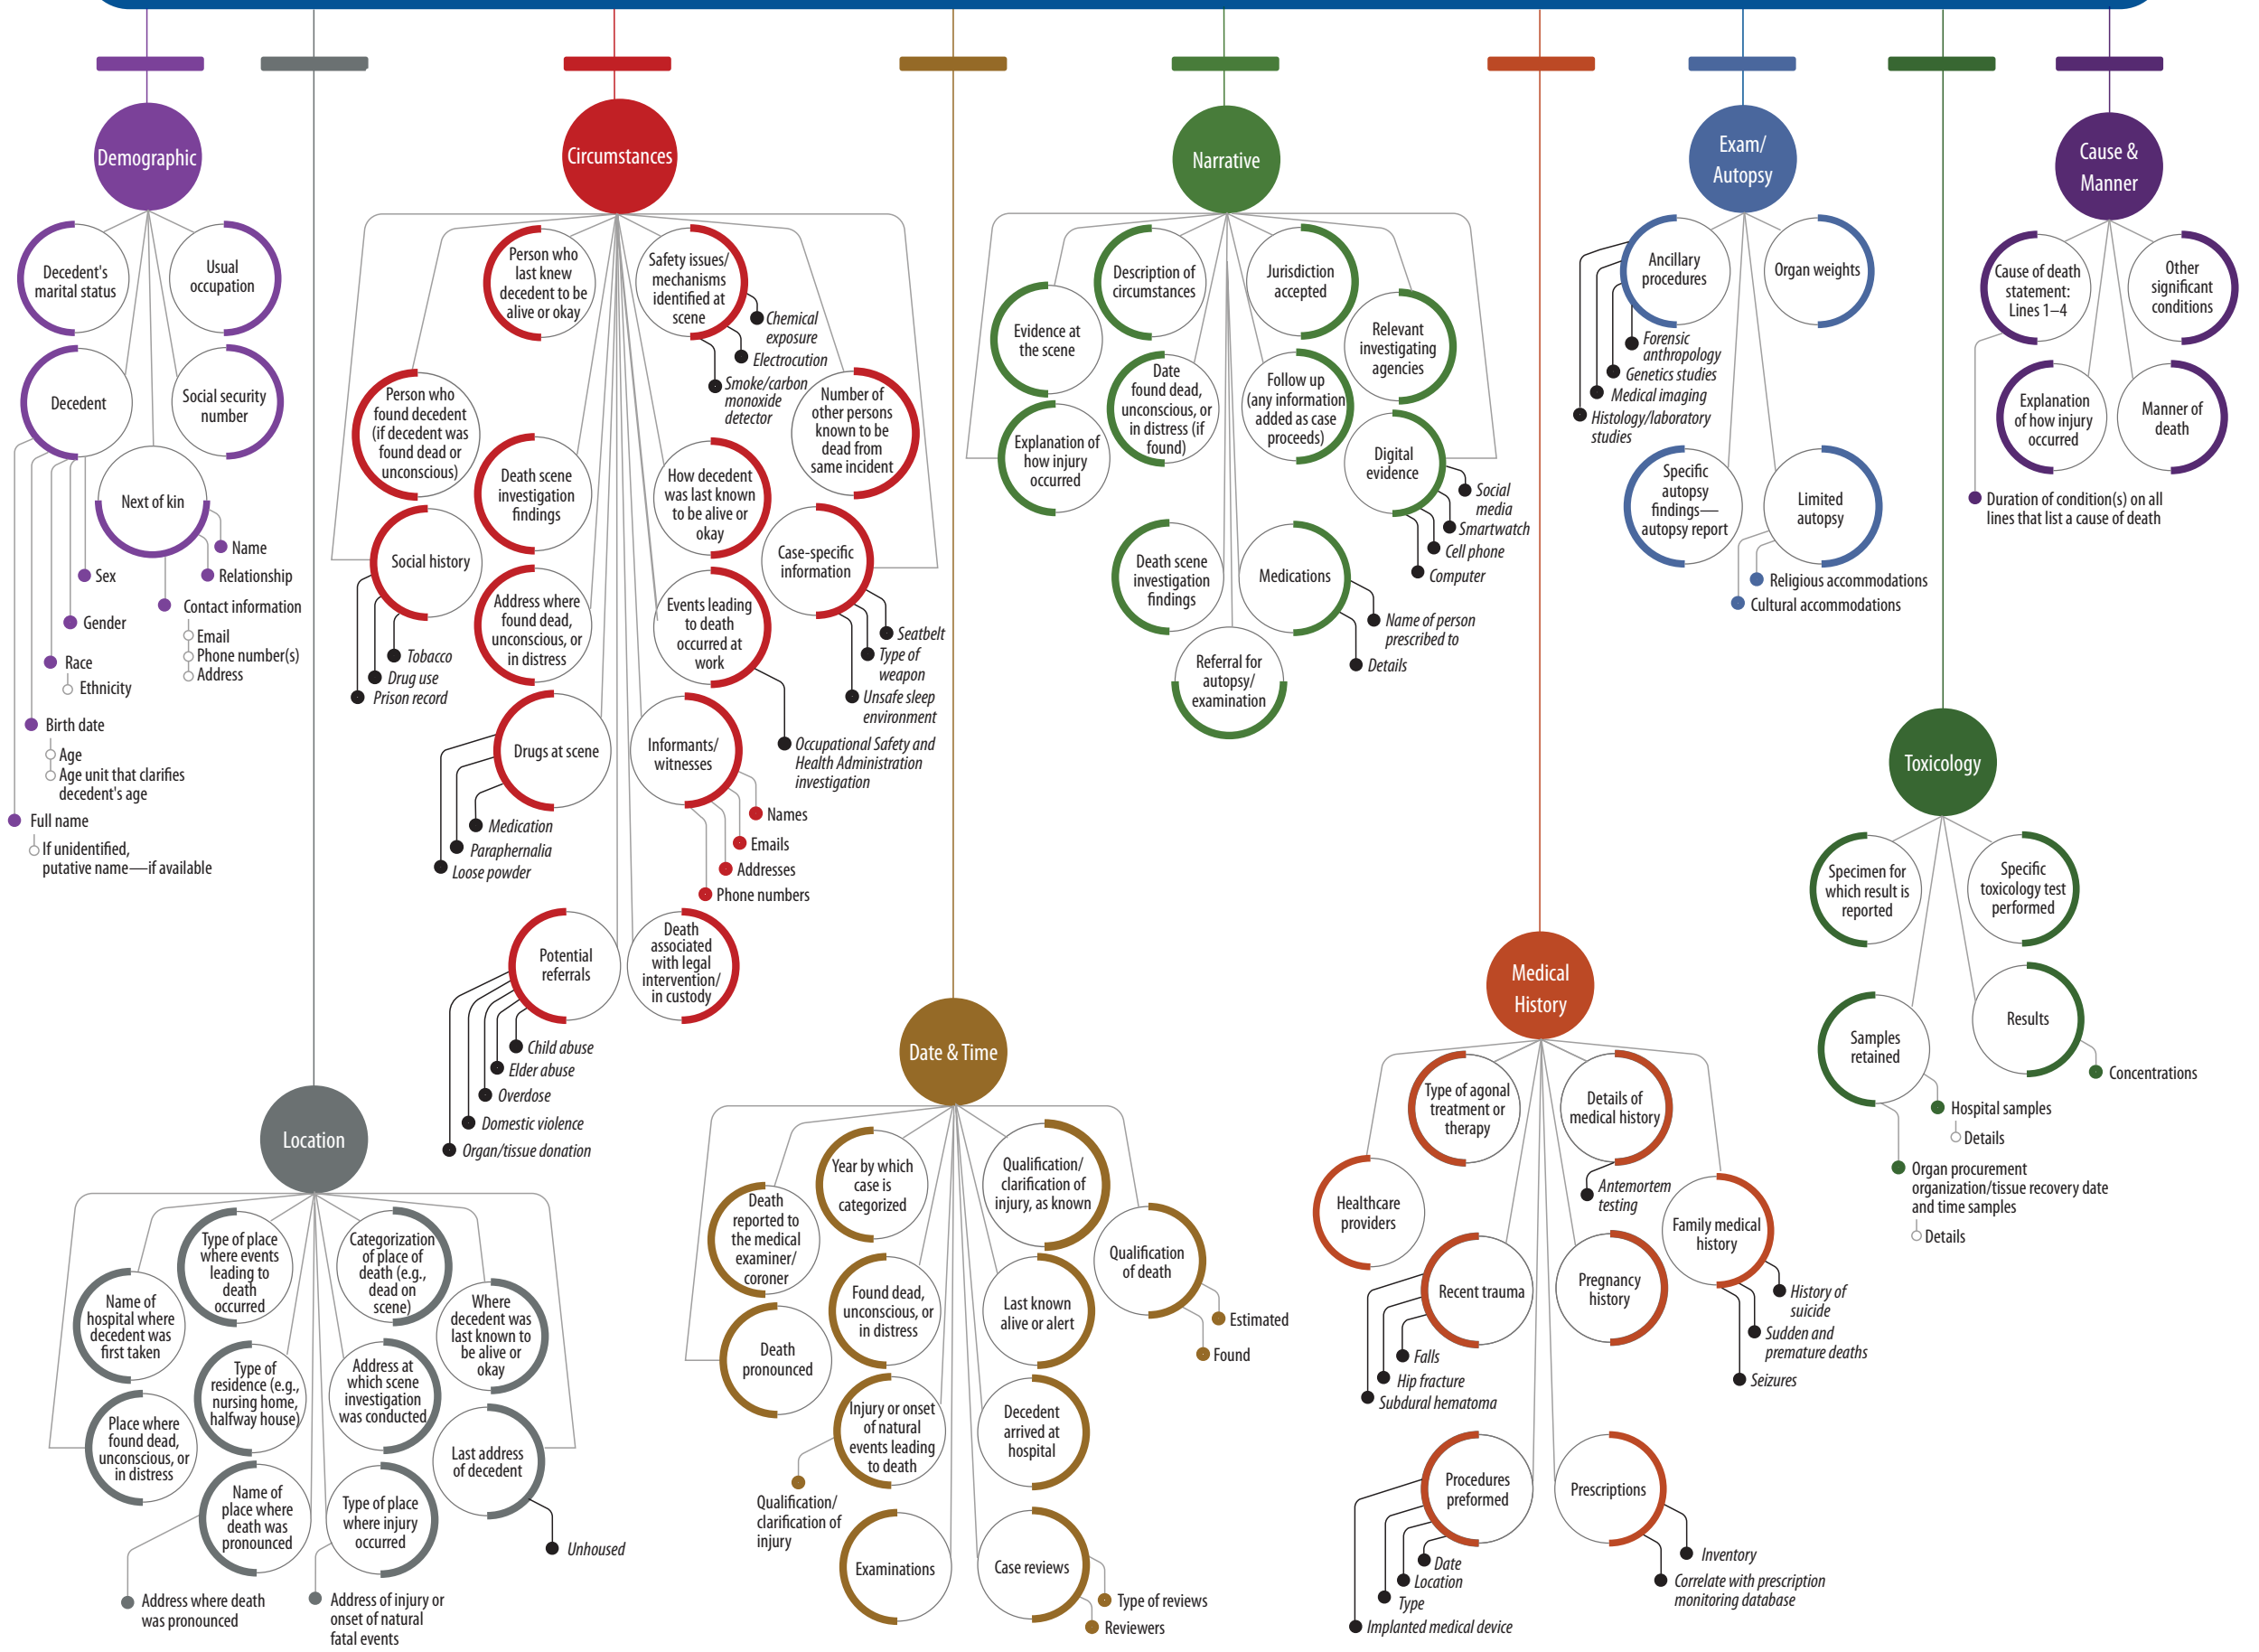 Demographic
Decedent's
marital status
Usual
occupation
Decedent
Social security
number
Next of kin
Name
Relationship
Contact information
Email
Phone number(s)
Address
Sex
Gender
Race
Ethnicity
Birth date
Age
Age unit that clarifies
decedent's age
Full name
If unidentified,
putative name—if available
Location
Type of place
where events
leading to
death
occurred
Categorization
of place of
death (e.g.,
dead on
scene)
Name of
hospital where
decedent was
first taken
Where
decedent was
last known to
be alive or
okay
Type of
residence (e.g.,
nursing home,
halfway house)
Address at
which scene
investigation
was conducted
Place where
found dead,
unconscious, or
in distress
Last address
of decedent
Unhoused
Name of
place where
death was
pronounced
Address where death
was pronounced
Type of place
where injury
occurred
Address of injury or
onset of natural
fatal events
Circumstances
Person who
last knew
decedent to be
alive or okay
Safety issues/
mechanisms
identified at
scene
Chemical
exposure
Electrocution
Smoke/carbon
monoxide
detector
Person who
found decedent
(if decedent was
found dead or
unconscious)
Number of
other persons
known to be
dead from
same incident
Death scene
investigation
findings
How decedent
was last known
to be alive or
okay
Social history
Tobacco
Drug use
Prison record
Case-specific
information
Seatbelt
Type of
weapon
Unsafe sleep
environment
Address where
found dead,
unconscious, or
in distress
Events leading
to death
occurred at
work
Occupational Safety and
Health Administration
investigation
Drugs at scene
Medication
Paraphernalia
Loose powder
Informants/
witnesses
Names
Emails
Addresses
Phone numbers
Potential
referrals
Child abuse
Elder abuse
Overdose
Domestic violence
Organ/tissue donation
Death
associated
with legal
intervention/
in custody
Date & Time
Year by which
case is
categorized
Qualification/
clarification of
injury, as known
Death
reported to
the medical
examiner/
coroner
Qualification
of death
Estimated
Found
Found dead,
unconscious, or
in distress
Last known
alive or alert
Death
pronounced
Injury or onset
of natural
events leading
to death
Qualification/
clarification of
injury
Decedent
arrived at
hospital
Examinations
Case reviews
Type of reviews
Reviewers
Narrative
Description of
circumstances
Jurisdiction
accepted
Evidence at
the scene
Relevant
investigating
agencies
Date
found dead,
unconscious, or
in distress (if
found)
Follow up
(any information
added as case
proceeds)
Explanation of
how injury
occurred
Digital
evidence
Social
media
Smartwatch
Cell phone
Computer
Death scene
investigation
findings
Medications
Name of person
prescribed to
Details
Referral for
autopsy/
examination
Medical
History
Type of agonal
treatment or
therapy
Details of
medical history
Antemortem
testing
Healthcare
providers
Family medical
history
History of
suicide
Sudden and
premature deaths
Seizures
Recent trauma
Falls
Hip fracture
Subdural hematoma
Pregnancy
history
Procedures
preformed
Date
Location
Type
Implanted medical device
Prescriptions
Inventory
Correlate with prescription
monitoring database
Exam/
Autopsy
Ancillary
procedures
Forensic
anthropology
Genetics studies
Medical imaging
Histology/laboratory
studies
Organ weights
Specific
autopsy
findings—
autopsy report
Limited
autopsy
Religious accommodations
Cultural accommodations
Toxicology
Specimen for
which result is
reported
Specific
toxicology test
performed
Samples
retained
Hospital samples
Details
Organ procurement
organization/tissue recovery date
and time samples
Details
Results
Concentrations
Cause &
Manner
Cause of death
statement:
Lines 1–4
Duration of condition(s) on all
lines that list a cause of death
Other
significant
conditions
Explanation
of how injury
occurred
Manner of
death